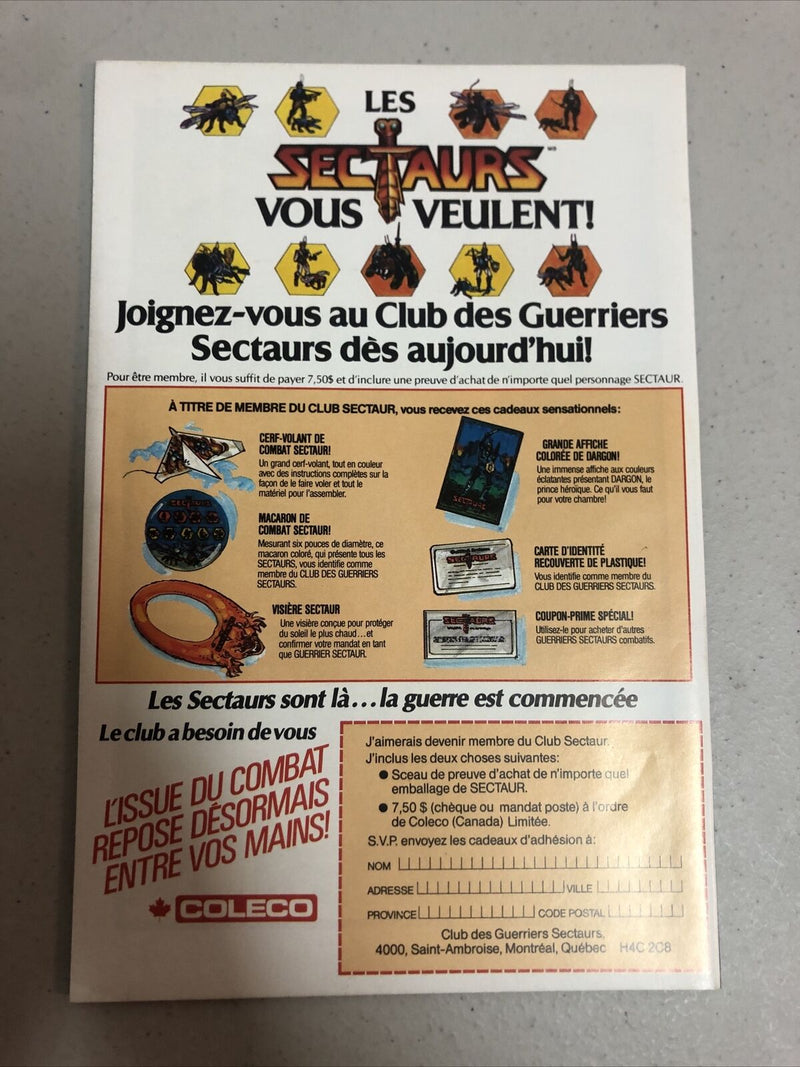 LES
SECTAURS MD
VOUS VEULENT!
Joignez-vous au Club des Guerriers
Sectaurs dès aujourd'hui!
Pour être membre, il vous suffit de payer 7,50$ et d'inclure une preuve d'achat de n'importe quel personnage SECTAUR.
À TITRE DE MEMBRE DU CLUB SECTAUR, vous recevez ces cadeaux sensationnels:
CERF-VOLANT DE
COMBAT SECTAUR!
Un grand cerf-volant, tout en couleur
avec des instructions complètes sur la
façon de le faire voler et tout le
matériel pour l'assembler.
SECTAURS
MACARON DE
COMBAT SECTAUR!
Mesurant six pouces de diamètre, ce
macaron coloré, qui présente tous les
SECTAURS, vous identifie comme
membre du CLUB DES GUERRIERS
SECTAURS.
VISIÈRE SECTAUR
Une visière conçue pour protéger
du soleil le plus chaud...et
confirmer votre mandat en tant
que GUERRIER SECTAUR.
SECTAURS
GRANDE AFFICHE
COLORÉE DE DARGON!
Une immense affiche aux couleurs
éclatantes présentant DARGON, le
prince héroïque. Ce qu'il vous faut
pour votre chambre!
SECTAURS
CARTE D'IDENTITÉ
RECOUVERTE DE PLASTIQUE!
Vous identifie comme membre du
CLUB DES GUERRIERS SECTAURS.
SECTAURS
COUPON-PRIME SPÉCIAL!
Utilisez-le pour acheter d'autres
GUERRIERS SECTAURS combatifs.
Les Sectaurs sont là...la guerre est commencée
Le club a besoin de vous
L'ISSUE DU COMBAT
REPOSE DÉSORMAIS
ENTRE VOS MAINS!
COLECO
J'aimerais devenir membre du Club Sectaur.
J'inclus les deux choses suivantes:
● Sceau de preuve d'achat de n'importe quel
emballage de SECTAUR.
● 7,50 $ (chèque ou mandat poste) à l'ordre
de Coleco (Canada) Limitée.
S.V.P. envoyez les cadeaux d'adhésion à:
NOM
ADRESSE VILLE
PROVINCE CODE POSTAL
Club des Guerriers Sectaurs,
4000, Saint-Ambroise, Montréal, Québec H4C 2C8